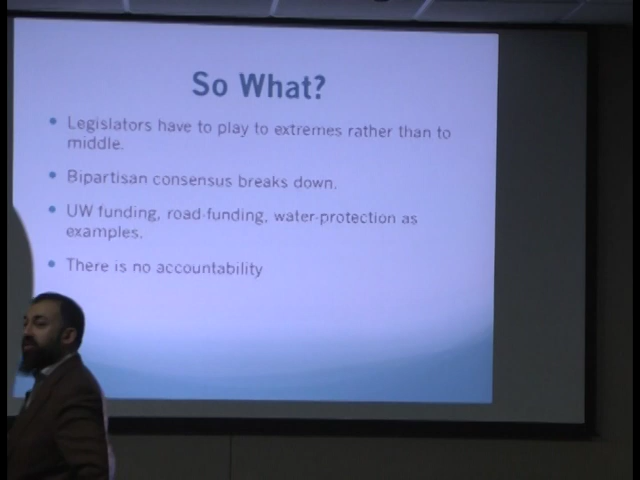 So What?
• Legislators have to play to extremes rather than to
middle.
• Bipartisan consensus breaks down.
• UW funding, road-funding, water-protection as
examples.
• There is no accountability